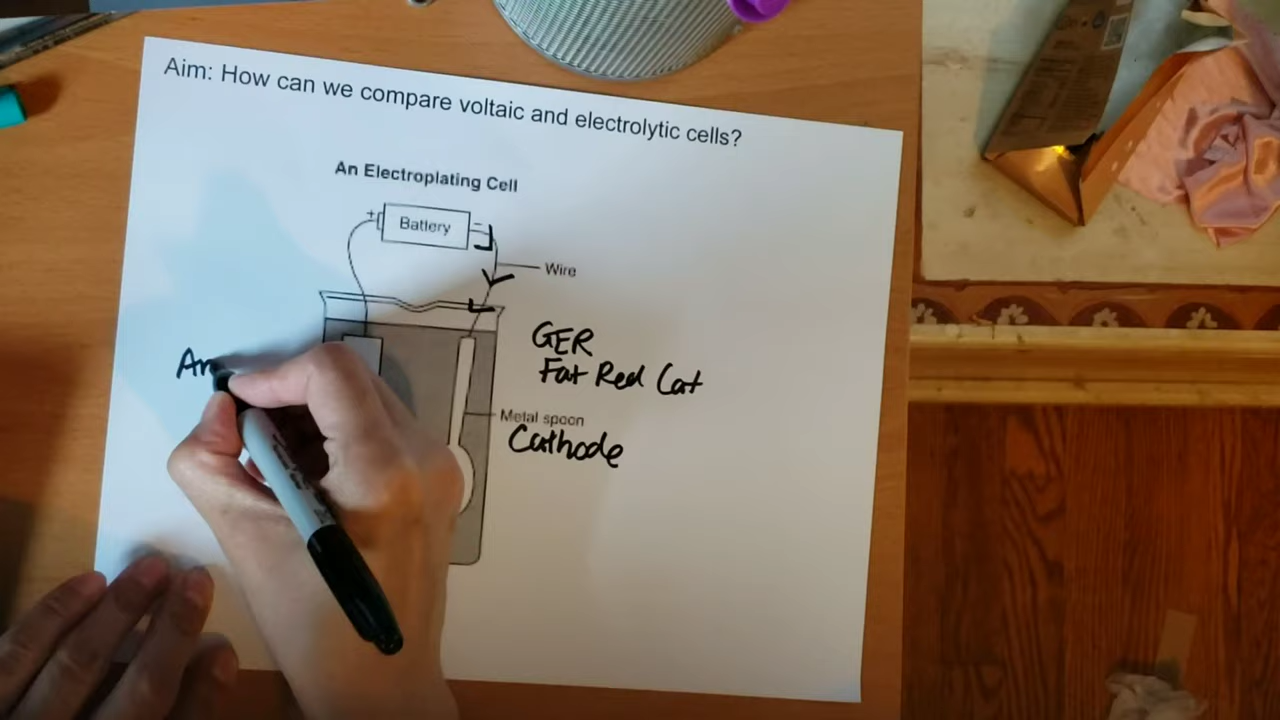 Aim: How can we compare voltaic and electrolytic cells?
An Electroplating Cell
+ Battery −
Wire
GER
Fat Red Cat
Metal spoon
Cathode
An